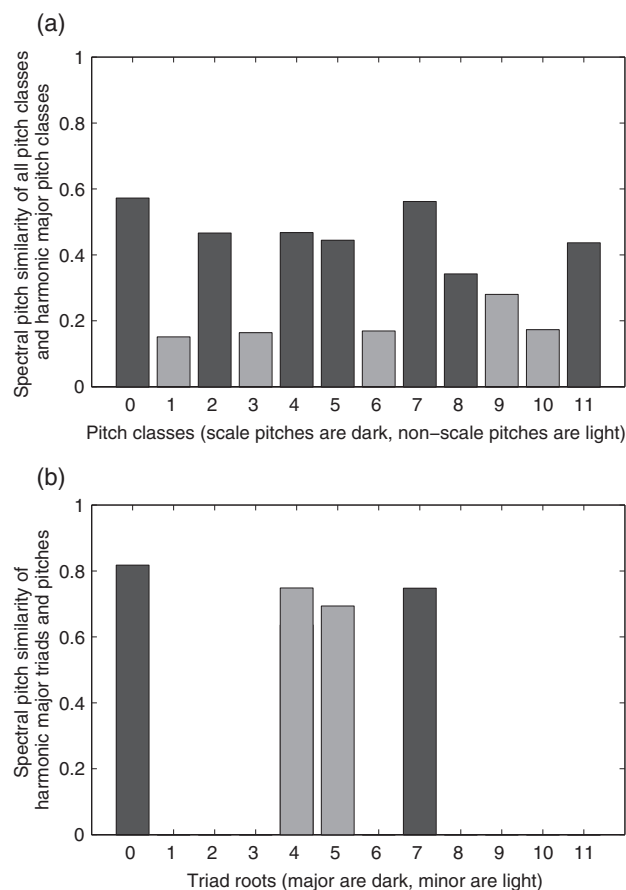 (a)
Spectral pitch similarity of all pitch classes
and harmonic major pitch classes
1
0.8
0.6
0.4
0.2
0
0 1 2 3 4 5 6 7 8 9 10 11
Pitch classes (scale pitches are dark, non−scale pitches are light)
(b)
Spectral pitch similarity of
harmonic major triads and pitches
1
0.8
0.6
0.4
0.2
0
0 1 2 3 4 5 6 7 8 9 10 11
Triad roots (major are dark, minor are light)